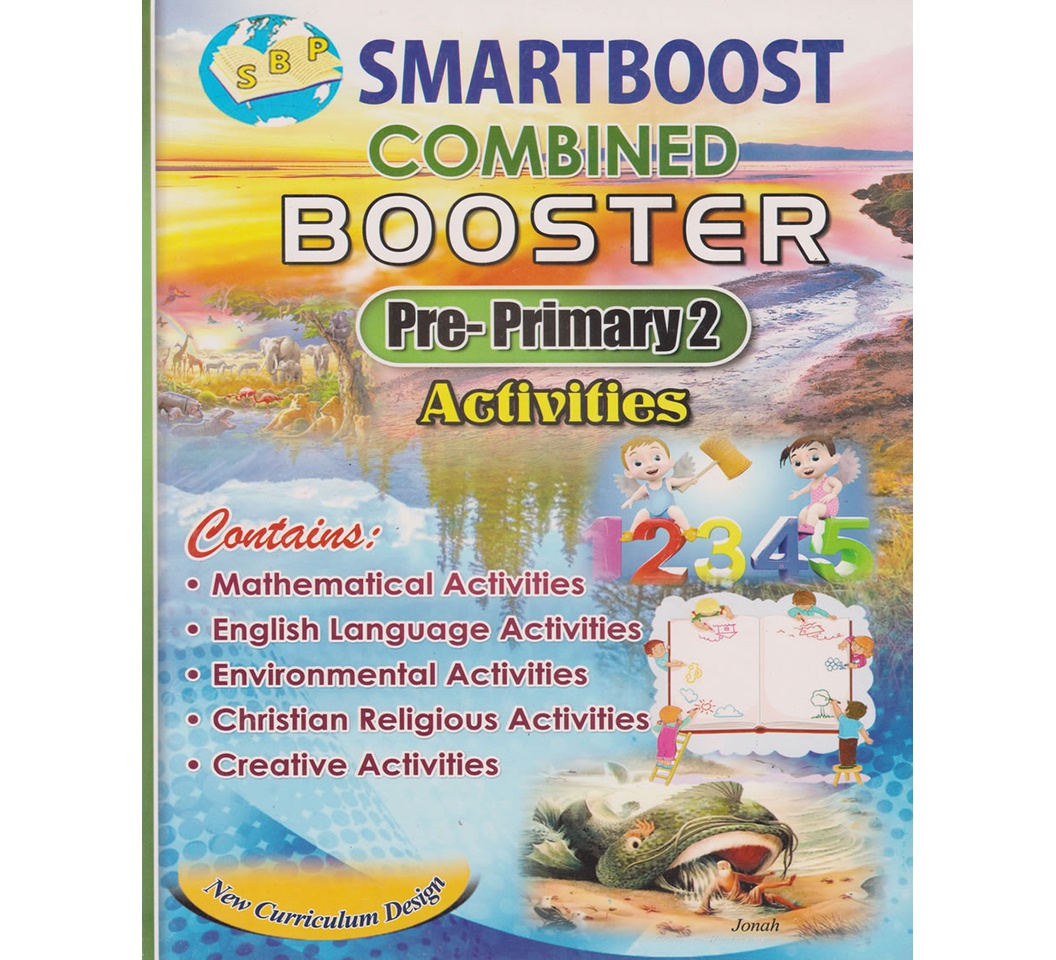 SBP
SMARTBOOST
COMBINED
BOOSTER
Pre-Primary 2
Activities
Contains:
• Mathematical Activities
• English Language Activities
• Environmental Activities
• Christian Religious Activities
• Creative Activities
12345
New Curriculum Design
Jonah